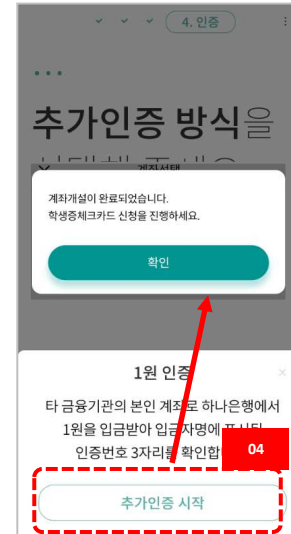 4. 인증
추가인증 방식을
계좌개설이 완료되었습니다.
학생증체크카드 신청을 진행하세요.
확인
1원 인증
타 금융기관의 본인 계좌로 하나은행에서
1원을 입금받아 입금자명에 표시된
인증번호 3자리를 확인합
04
추가인증 시작